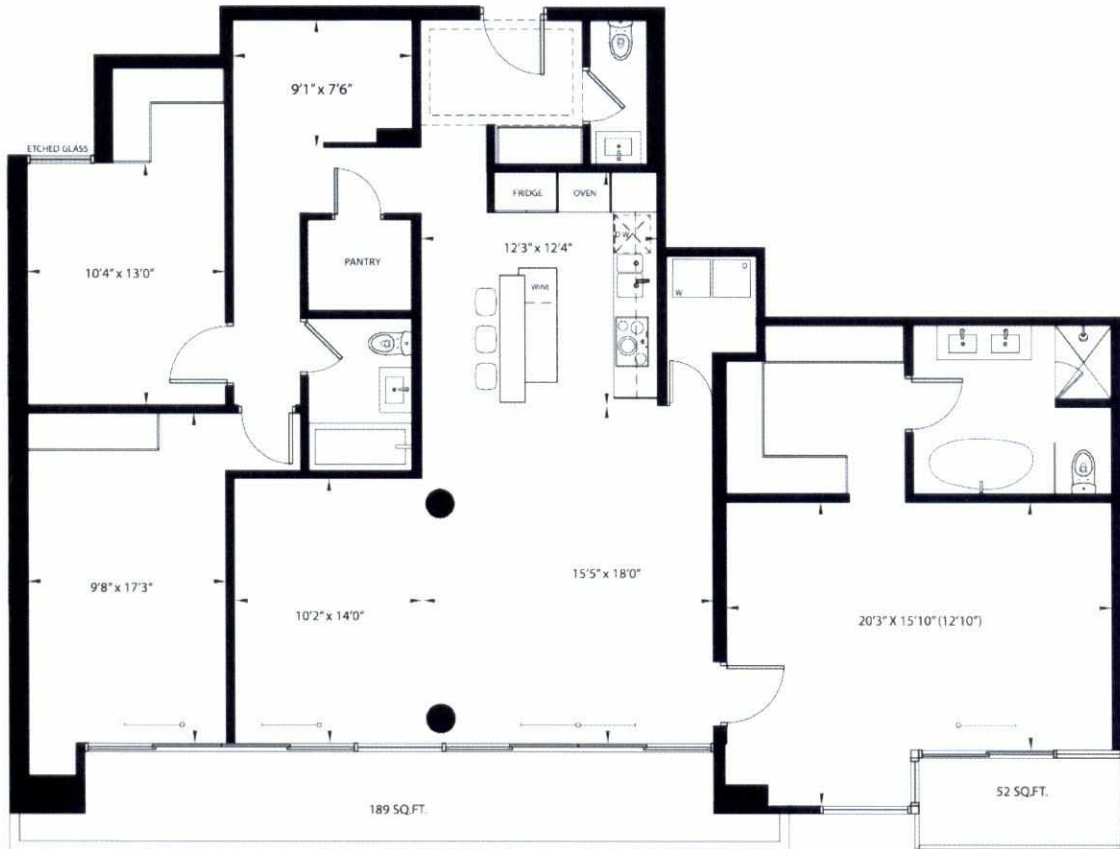 9'1" x 7'6"
ETCHED GLASS
FRIDGE
OVEN
D W
12'3" x 12'4"
PANTRY
10'4" x 13'0"
WINE
W
9'8" x 17'3"
15'5" x 18'0"
10'2" x 14'0"
20'3" X 15'10" (12'10")
52 SQ.FT.
189 SQ.FT.